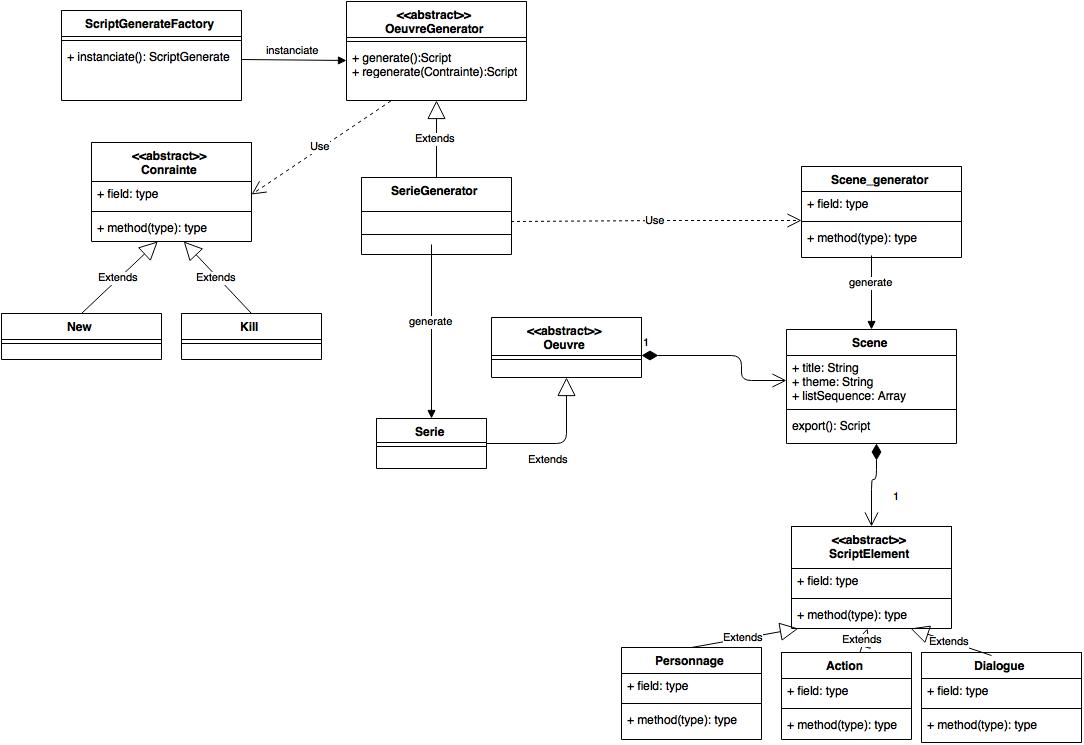 ScriptGenerateFactory
+ instanciate(): ScriptGenerate
instanciate
<<abstract>>
OeuvreGenerator
+ generate():Script
+ regenerate(Contrainte):Script
Use
Extends
<<abstract>>
Conrainte
+ field: type
+ method(type): type
Extends
Extends
New
Kill
SerieGenerator
Use
Scene_generator
+ field: type
+ method(type): type
generate
generate
<<abstract>>
Oeuvre
1
Scene
+ title: String
+ theme: String
+ listSequence: Array
export(): Script
Serie
Extends
1
<<abstract>>
ScriptElement
+ field: type
+ method(type): type
Extends
Extends
Extends
Personnage
+ field: type
+ method(type): type
Action
+ field: type
+ method(type): type
Dialogue
+ field: type
+ method(type): type